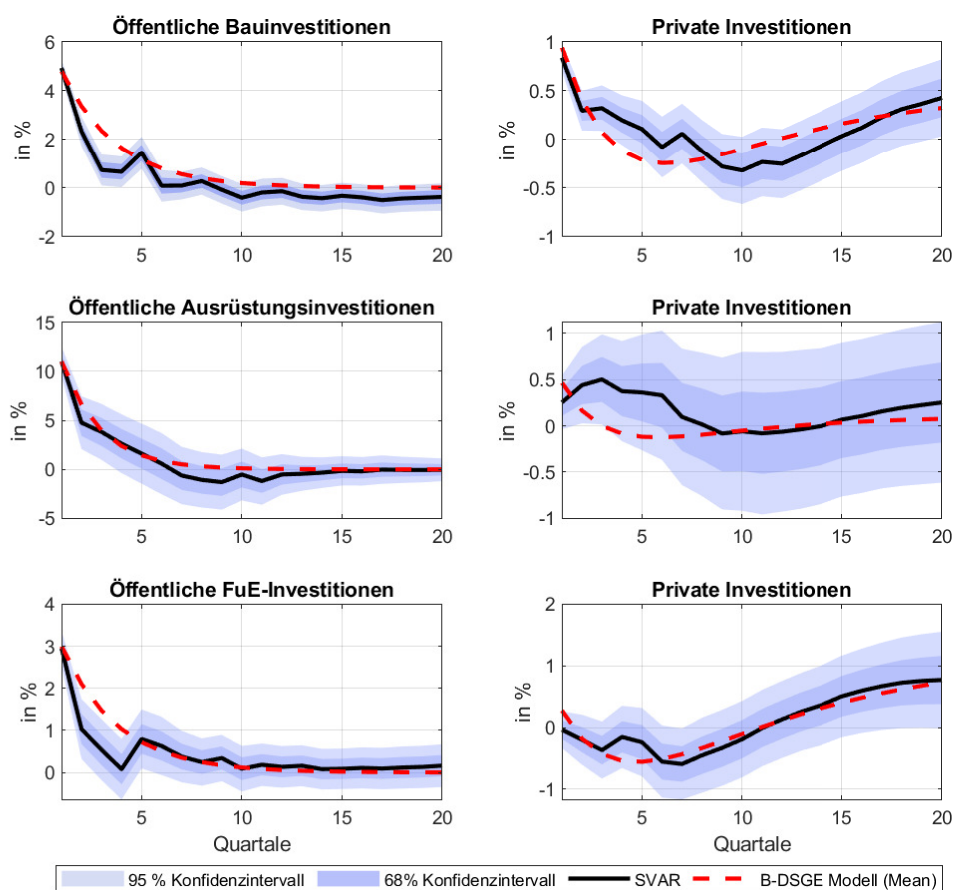 Öffentliche Bauinvestitionen
6
4
2
0
-2
in %
5 10 15 20
Private Investitionen
1
0.5
0
-0.5
-1
in %
5 10 15 20
Öffentliche Ausrüstungsinvestitionen
15
10
5
0
-5
in %
5 10 15 20
Private Investitionen
1
0.5
0
-0.5
-1
in %
5 10 15 20
Öffentliche FuE-Investitionen
4
3
2
1
0
in %
5 10 15 20
Quartale
Private Investitionen
2
1
0
-1
in %
5 10 15 20
Quartale
95 % Konfidenzintervall 68% Konfidenzintervall SVAR B-DSGE Modell (Mean)